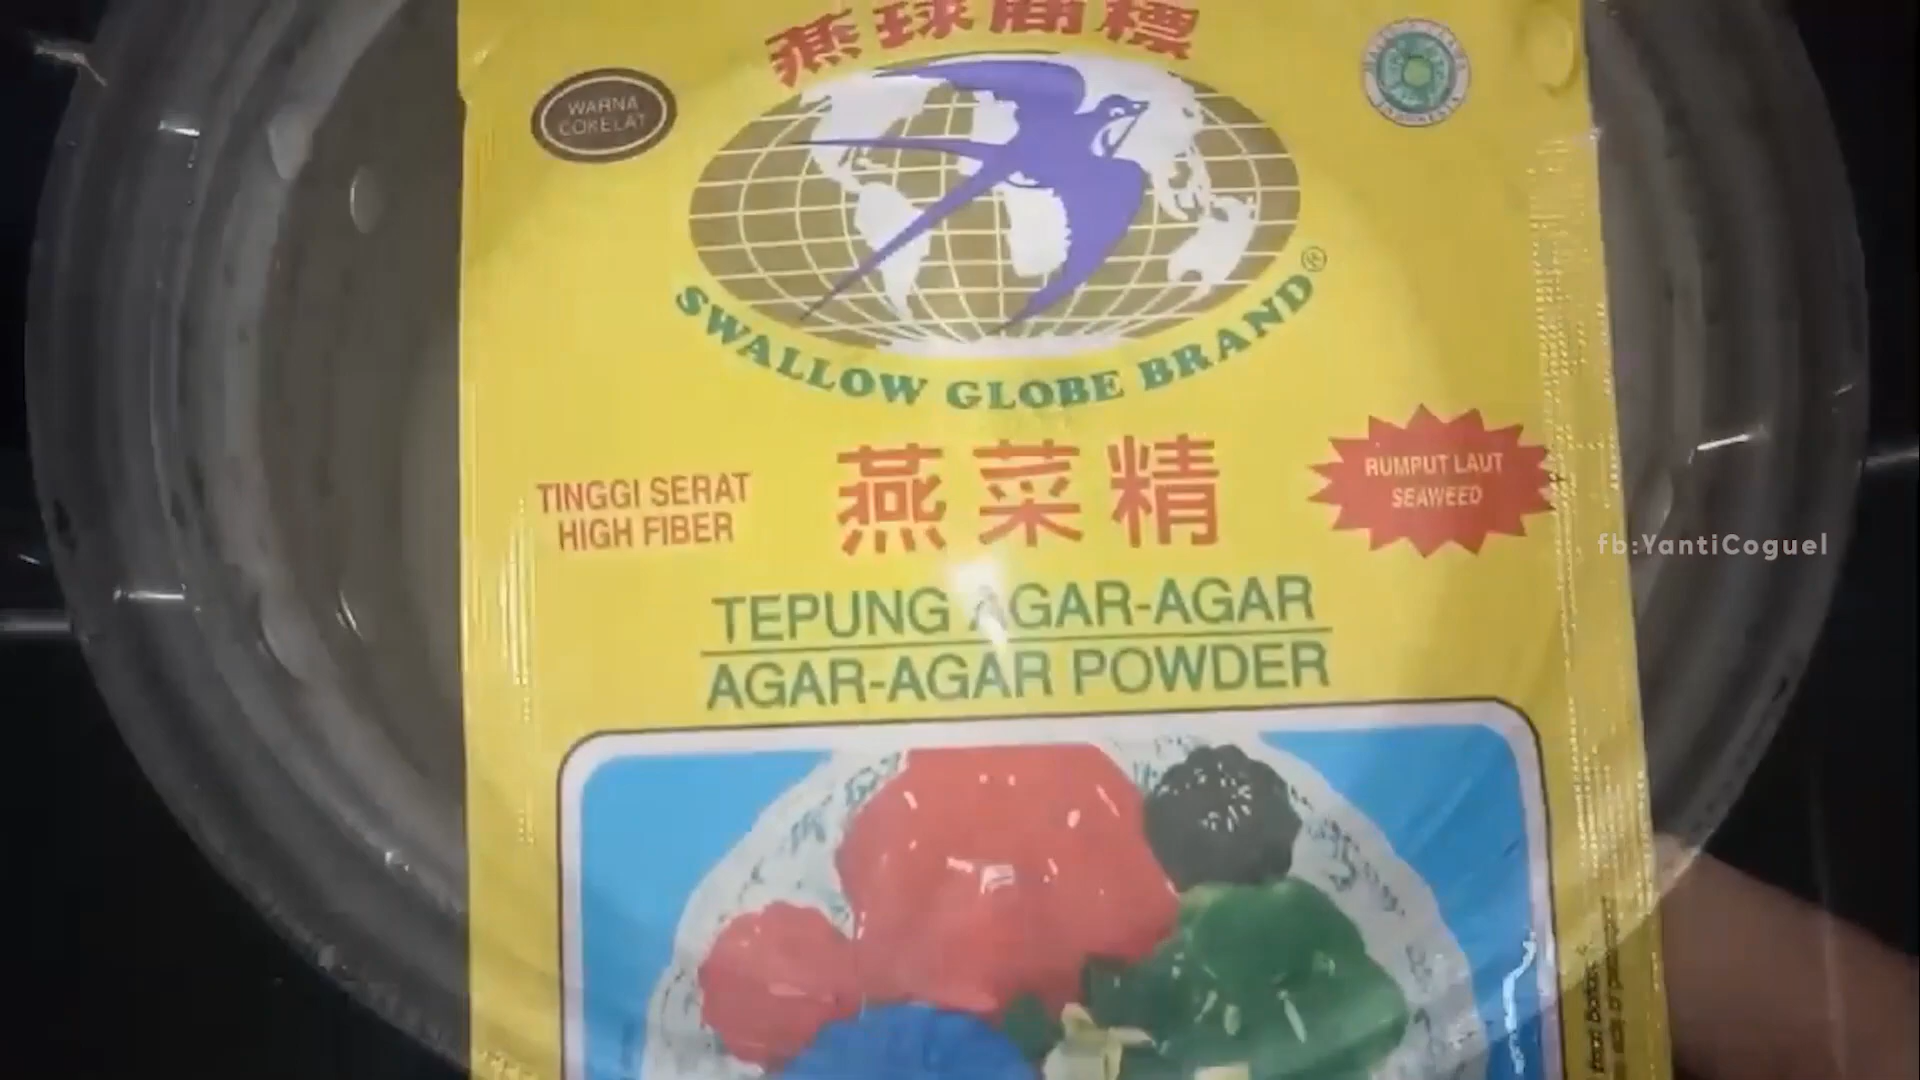 燕球商標
WARNA
COKELAT
SWALLOW GLOBE BRAND®
TINGGI SERAT
HIGH FIBER
燕菜精
RUMPUT LAUT
SEAWEED
fb:YantiCoguel
TEPUNG AGAR-AGAR
AGAR-AGAR POWDER